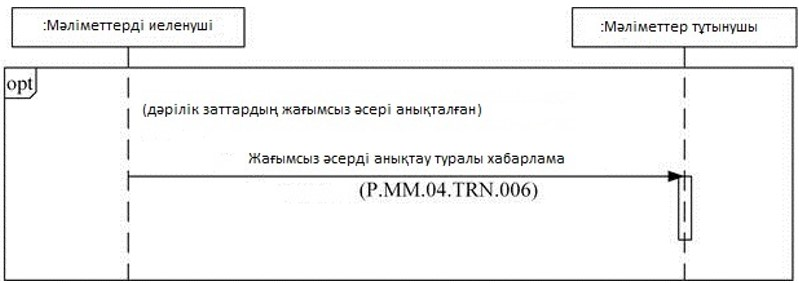 :Мәліметтерді иеленуші
:Мәліметтер тұтынушы
opt
(дәрілік заттардың жағымсыз әсері анықталған)
Жағымсыз әсерді анықтау туралы хабарлама
(P.MM.04.TRN.006)